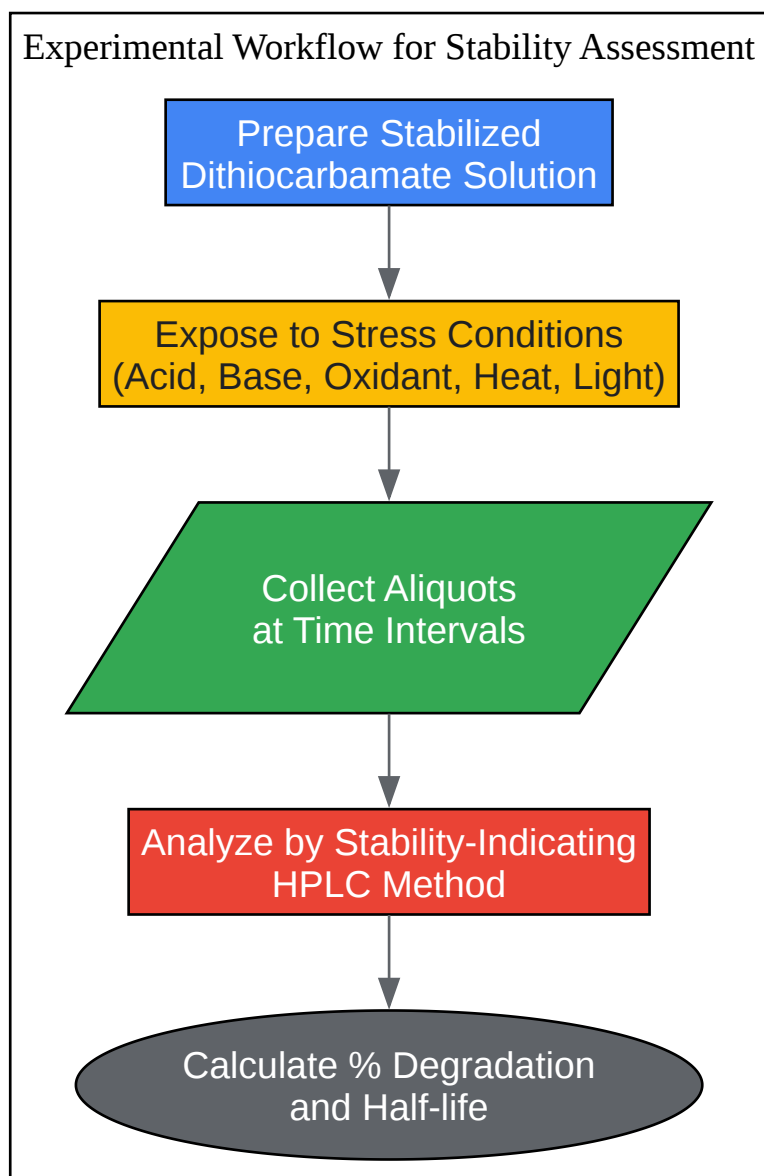 Experimental Workflow for Stability Assessment
Prepare Stabilized
Dithiocarbamate Solution
Expose to Stress Conditions
(Acid, Base, Oxidant, Heat, Light)
Collect Aliquots
at Time Intervals
Analyze by Stability-Indicating
HPLC Method
Calculate % Degradation
and Half-life